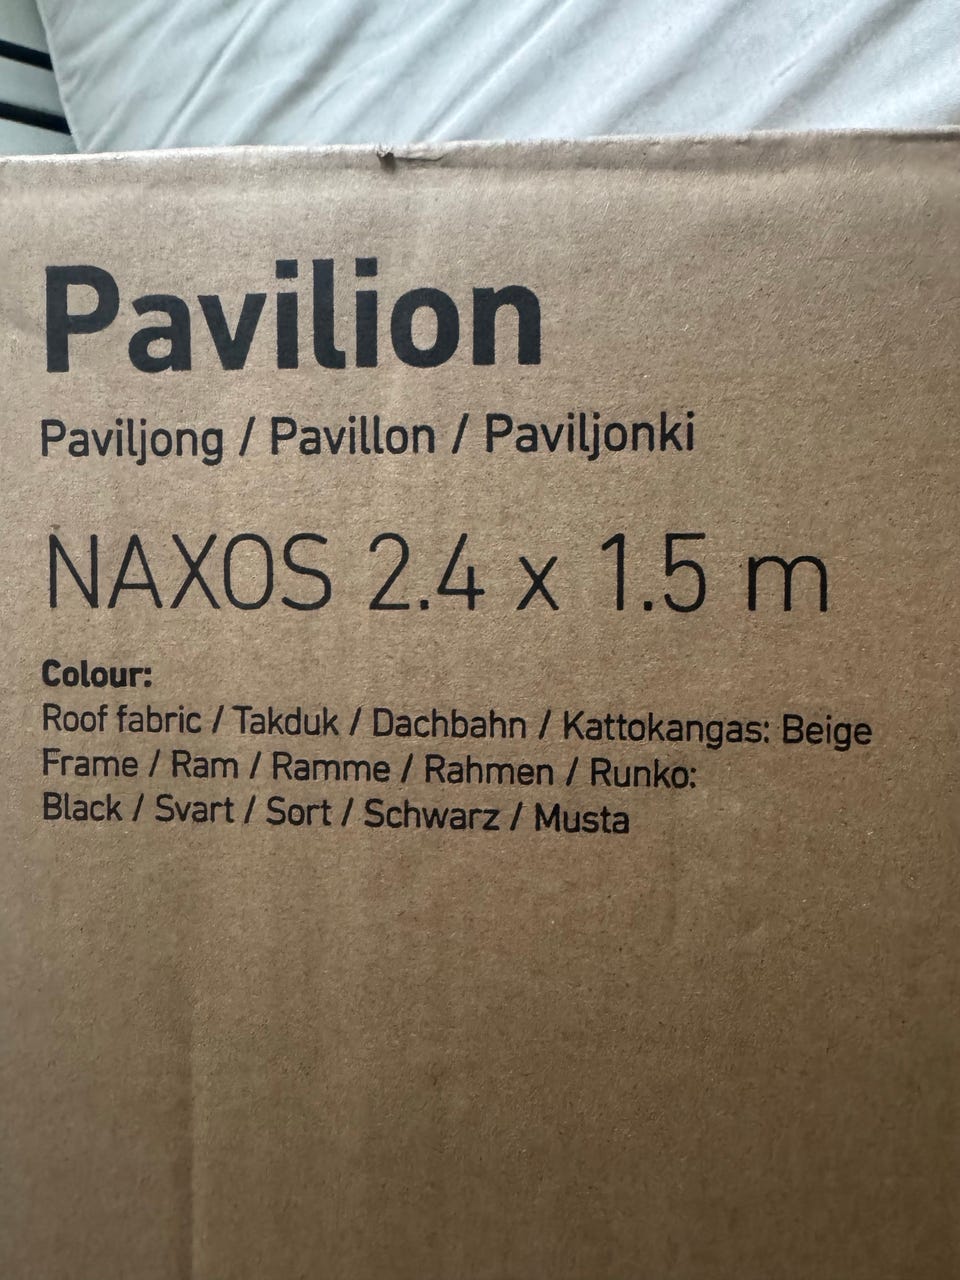 Pavilion
Paviljong / Pavillon / Paviljonki
NAXOS 2.4 x 1.5 m
Colour:
Roof fabric / Takduk / Dachbahn / Kattokangas: Beige
Frame / Ram / Ramme / Rahmen / Runko:
Black / Svart / Sort / Schwarz / Musta